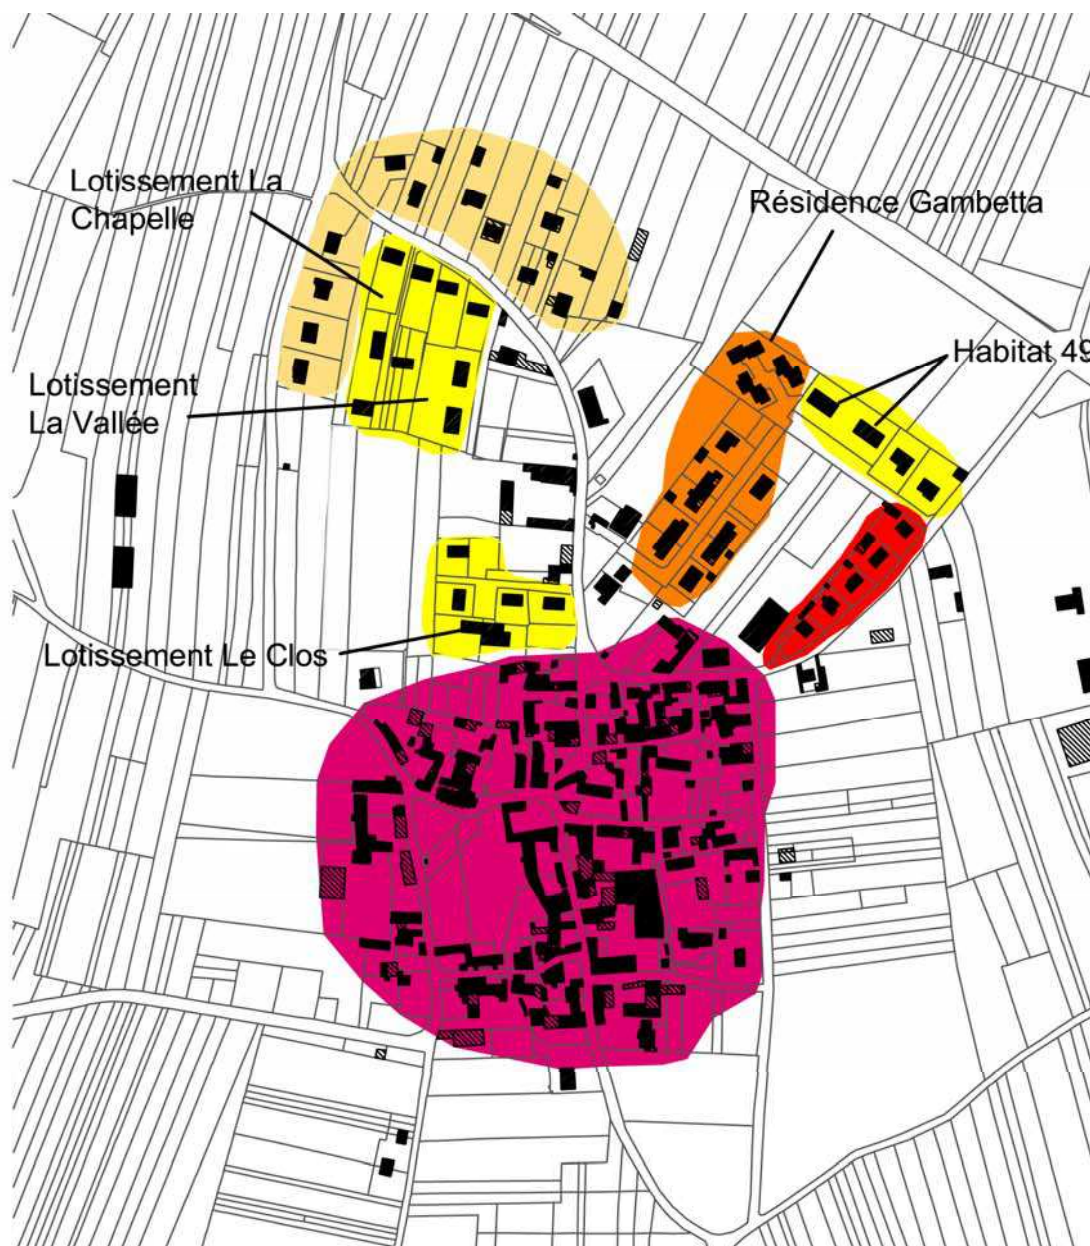 Lotissement La
Chapelle
Résidence Gambetta
Habitat 49
Lotissement
La Vallée
Lotissement Le Clos